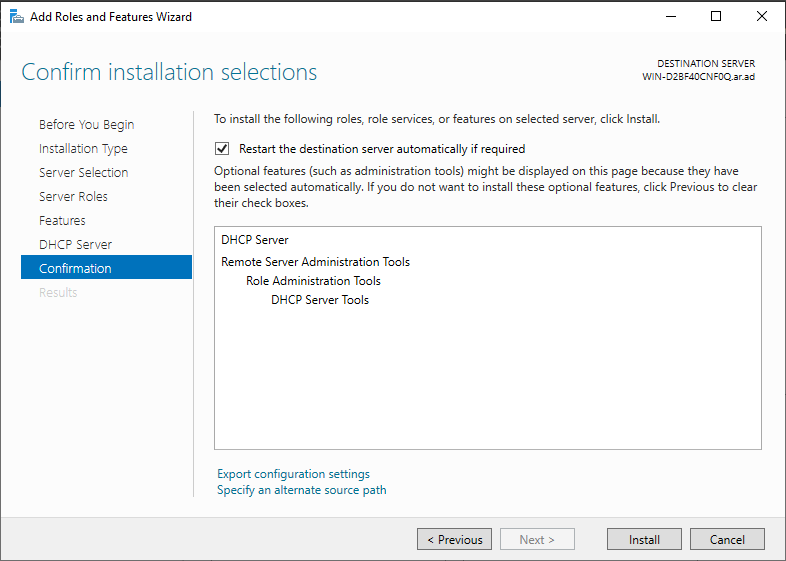 Add Roles and Features Wizard
Confirm installation selections
DESTINATION SERVER
WIN-D2BF40CNF0Q.ar.ad
Before You Begin
Installation Type
Server Selection
Server Roles
Features
DHCP Server
Confirmation
Results
To install the following roles, role services, or features on selected server, click Install.
Restart the destination server automatically if required
Optional features (such as administration tools) might be displayed on this page because they have
been selected automatically. If you do not want to install these optional features, click Previous to clear
their check boxes.
DHCP Server
Remote Server Administration Tools
Role Administration Tools
DHCP Server Tools
Export configuration settings
Specify an alternate source path
< Previous
Next >
Install
Cancel